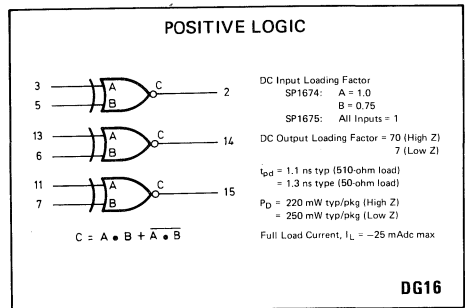 POSITIVE LOGIC
3 A C 2
5 B
13 A C 14
6 B
11 A C 15
7 B
C = A • B + A • B
DC Input Loading Factor
SP1674: A = 1.0
B = 0.75
SP1675: All Inputs = 1
DC Output Loading Factor = 70 (High Z)
7 (Low Z)
tpd = 1.1 ns typ (510-ohm load)
= 1.3 ns type (50-ohm load)
PD = 220 mW typ/pkg (High Z)
= 250 mW typ/pkg (Low Z)
Full Load Current, IL = −25 mAdc max
DG16